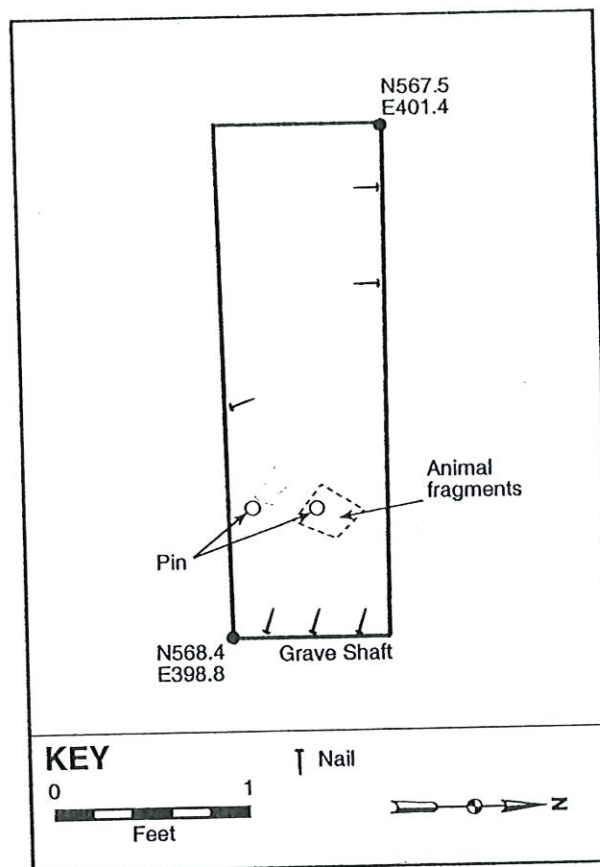 N567.5
E401.4
Animal
fragments
Pin
N568.4
E398.8
Grave Shaft
KEY
Nail
0 1
Feet
N